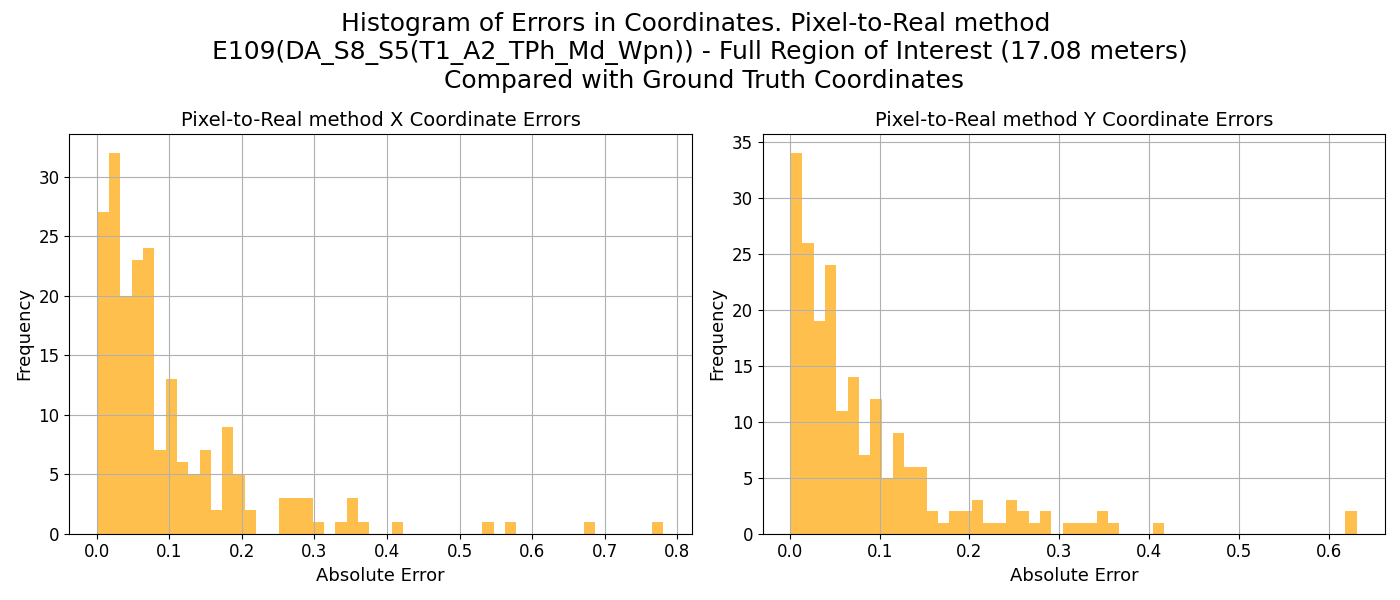 Histogram of Errors in Coordinates. Pixel-to-Real method
E109(DA_S8_S5(T1_A2_TPh_Md_Wpn)) - Full Region of Interest (17.08 meters)
Compared with Ground Truth Coordinates
Pixel-to-Real method X Coordinate Errors
Frequency
30
25
20
15
10
5
0
0.0 0.1 0.2 0.3 0.4 0.5 0.6 0.7 0.8
Absolute Error
Pixel-to-Real method Y Coordinate Errors
Frequency
35
30
25
20
15
10
5
0
0.0 0.1 0.2 0.3 0.4 0.5 0.6
Absolute Error